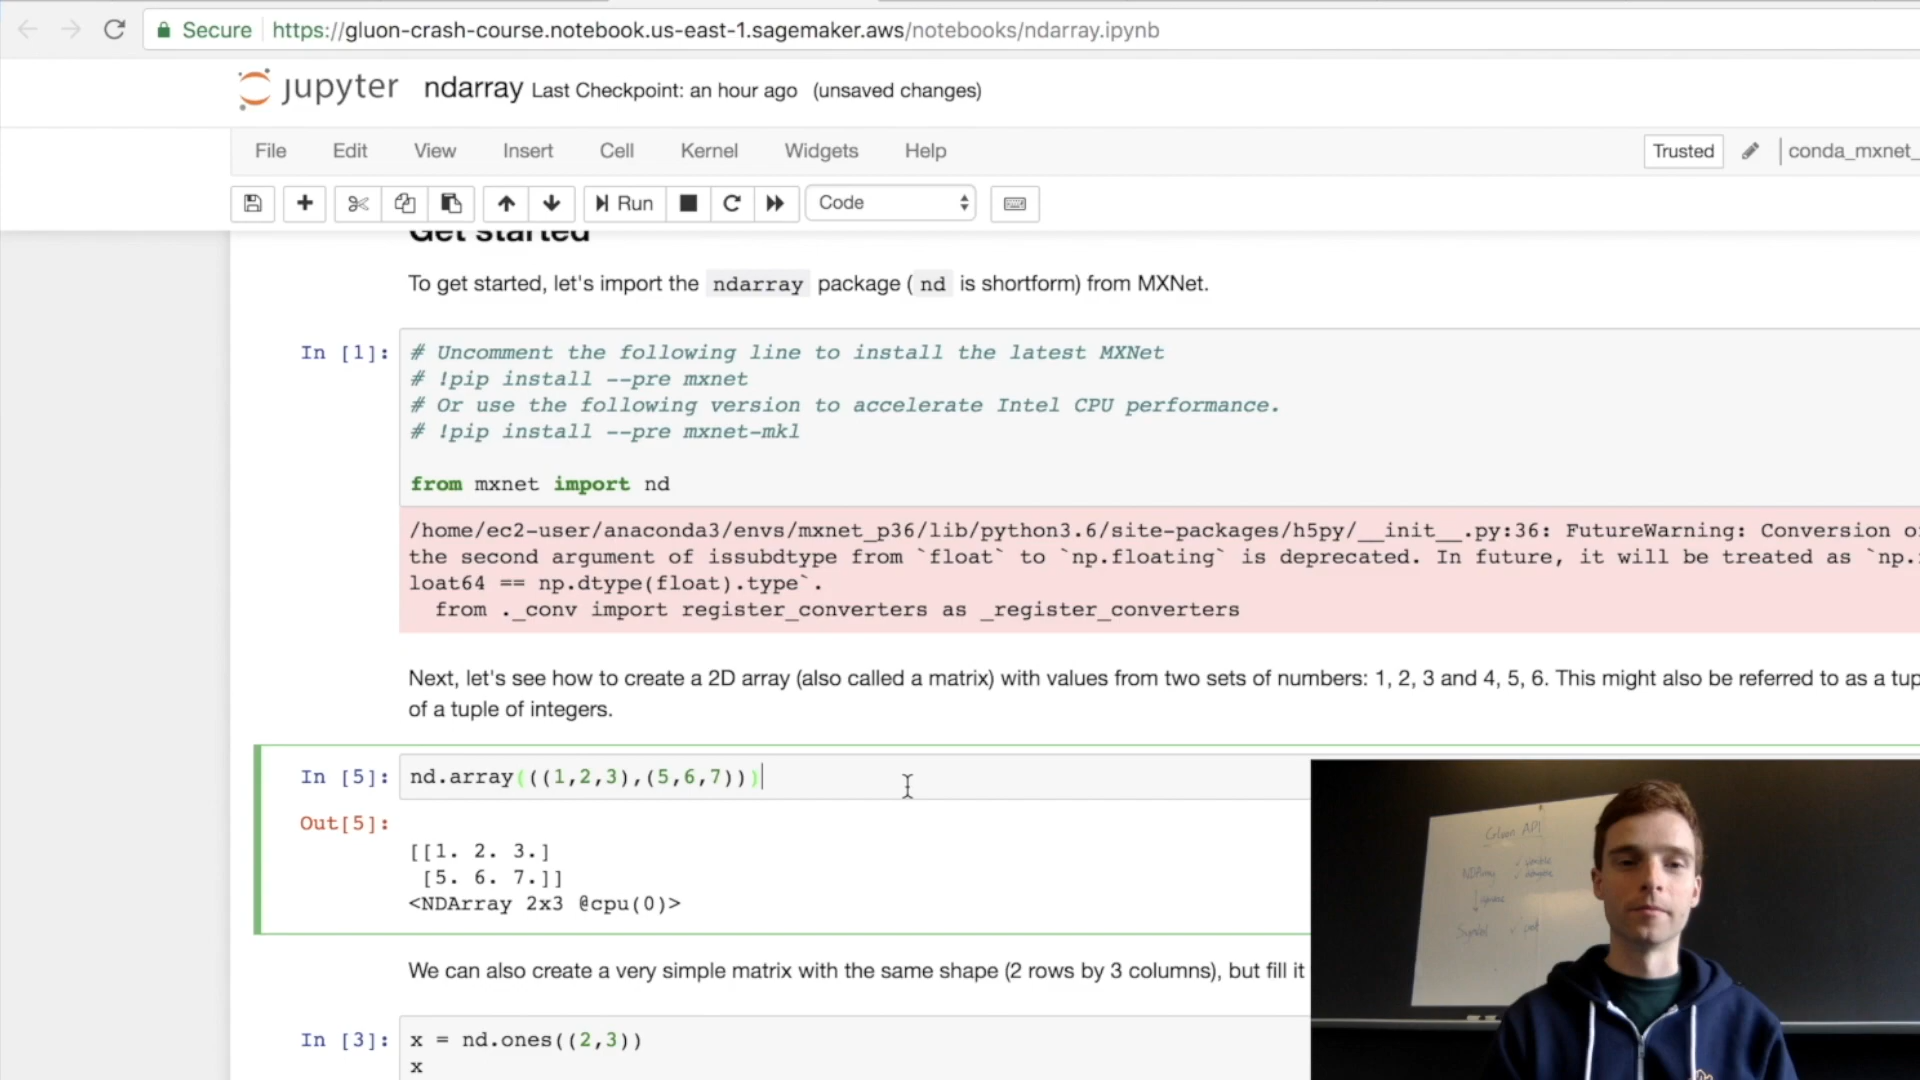 Secure https://gluon-crash-course.notebook.us-east-1.sagemaker.aws/notebooks/ndarray.ipynb
jupyter ndarray Last Checkpoint: an hour ago (unsaved changes)
File Edit View Insert Cell Kernel Widgets Help Trusted conda_mxnet_
Run Code
Get started
To get started, let's import the ndarray package ( nd is shortform) from MXNet.
In [1]: # Uncomment the following line to install the latest MXNet
# !pip install --pre mxnet
# Or use the following version to accelerate Intel CPU performance.
# !pip install --pre mxnet-mkl
from mxnet import nd
/home/ec2-user/anaconda3/envs/mxnet_p36/lib/python3.6/site-packages/h5py/__init__.py:36: FutureWarning: Conversion o
the second argument of issubdtype from `float` to `np.floating` is deprecated. In future, it will be treated as `np.
loat64 == np.dtype(float).type`.
from ._conv import register_converters as _register_converters
Next, let's see how to create a 2D array (also called a matrix) with values from two sets of numbers: 1, 2, 3 and 4, 5, 6. This might also be referred to as a tup
of a tuple of integers.
In [5]: nd.array(((1,2,3),(5,6,7)))
Out[5]:
[[1. 2. 3.]
[5. 6. 7.]]
<NDArray 2x3 @cpu(0)>
We can also create a very simple matrix with the same shape (2 rows by 3 columns), but fill it
In [3]: x = nd.ones((2,3))
x
Gluon API
NDArray
Symbol